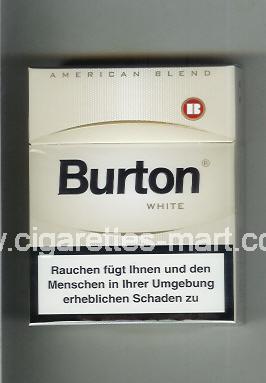 AMERICAN BLEND
B
Burton®
WHITE
www.cigarettes-mart.com
Rauchen fügt Ihnen und den
Menschen in Ihrer Umgebung
erheblichen Schaden zu